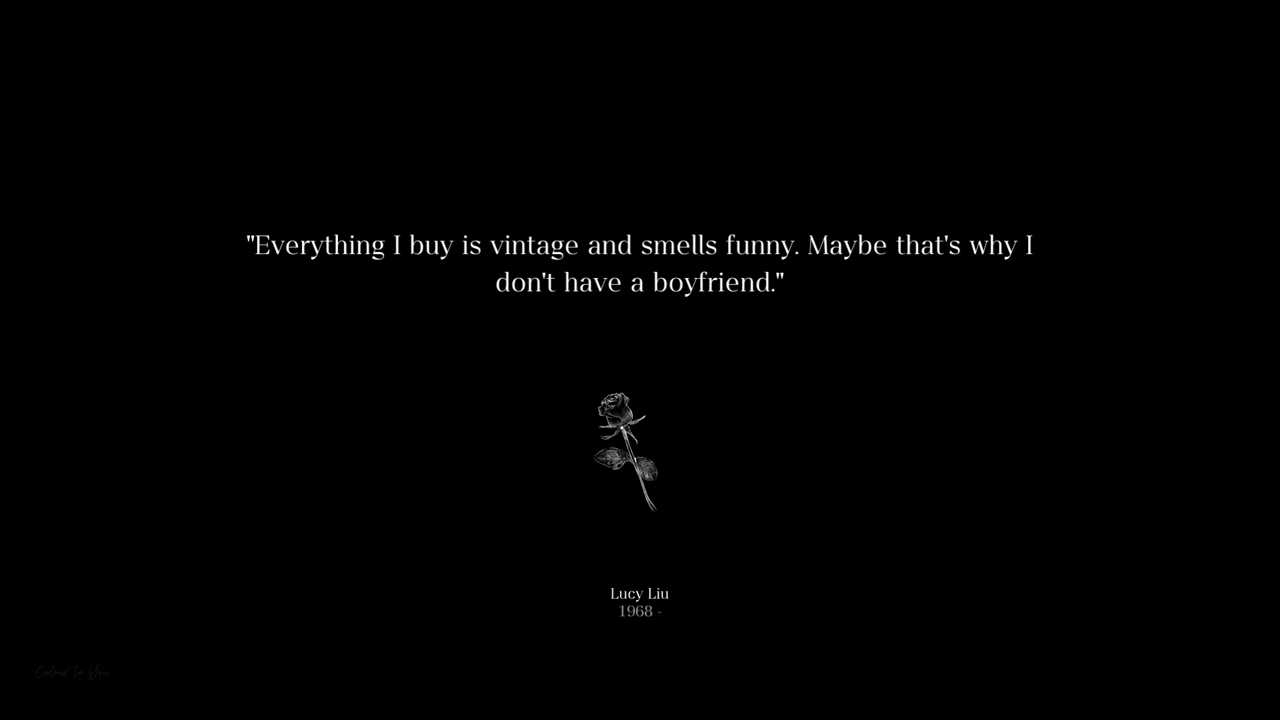 "Everything I buy is vintage and smells funny. Maybe that's why I
don't have a boyfriend."
Lucy Liu
1968 -